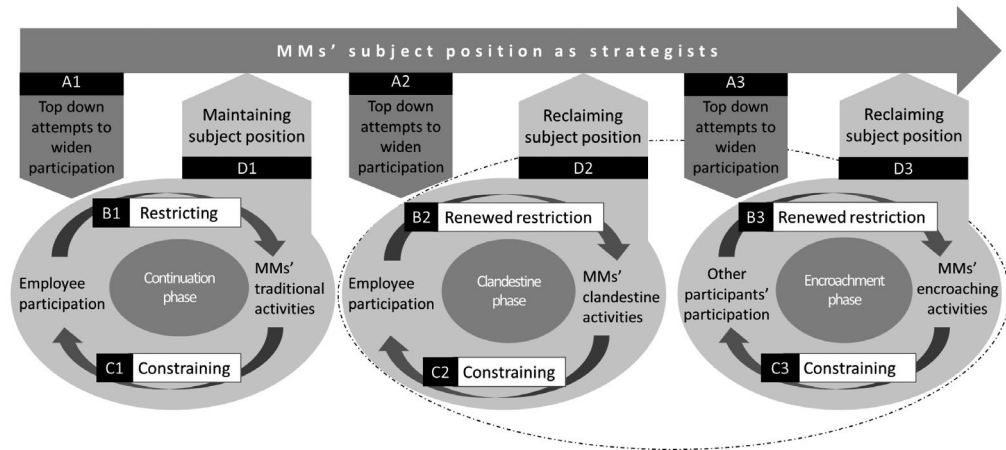 MMs' subject position as strategists
A1
Top down
attempts to
widen
participation
Maintaining
subject position
D1
B1 Restricting
Employee
participation
Continuation
phase
MMs'
traditional
activities
C1 Constraining
A2
Top down
attempts to
widen
participation
Reclaiming
subject position
D2
B2 Renewed restriction
Employee
participation
Clandestine
phase
MMs'
clandestine
activities
C2 Constraining
A3
Top down
attempts to
widen
participation
Reclaiming
subject position
D3
B3 Renewed restriction
Other
participants'
participation
Encroachment
phase
MMs'
encroaching
activities
C3 Constraining